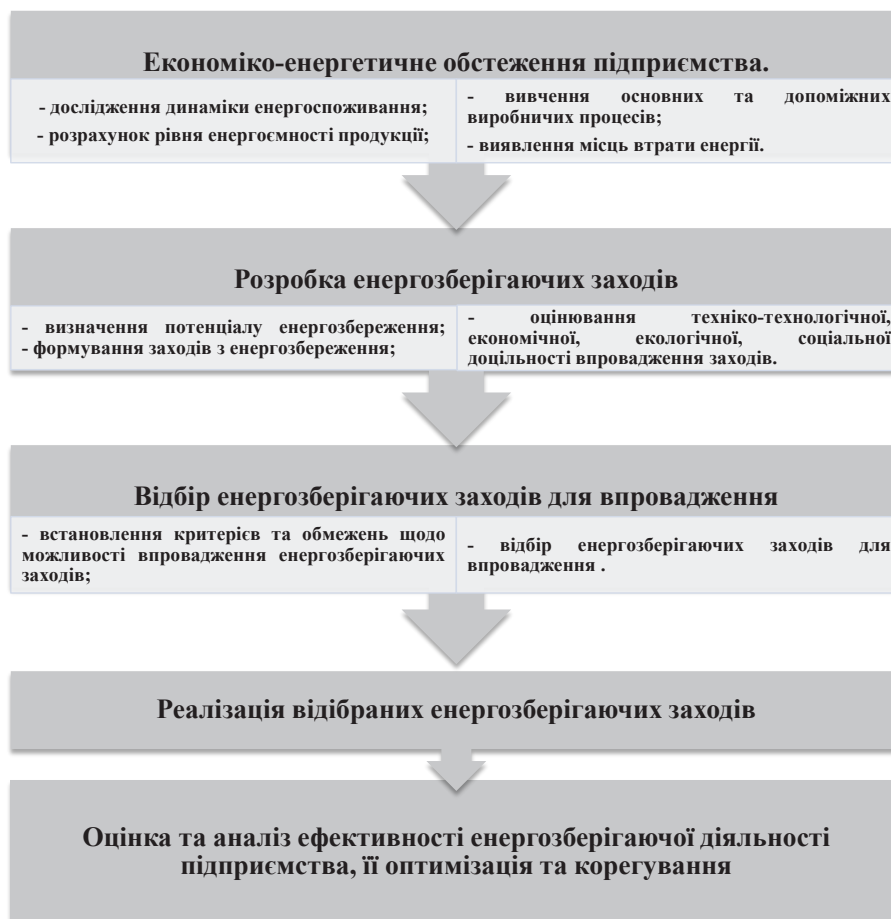 Економіко-енергетичне обстеження підприємства.
- дослідження динаміки енергоспоживання;
- розрахунок рівня енергоємності продукції;
- вивчення основних та допоміжних
виробничих процесів;
- виявлення місць втрати енергії.
Розробка енергозберігаючих заходів
- визначення потенціалу енергозбереження;
- формування заходів з енергозбереження;
- оцінювання техніко-технологічної,
економічної, екологічної, соціальної
доцільності впровадження заходів.
Відбір енергозберігаючих заходів для впровадження
- встановлення критеріїв та обмежень щодо
можливості впровадження енергозберігаючих
заходів;
- відбір енергозберігаючих заходів для
впровадження .
Реалізація відібраних енергозберігаючих заходів
Оцінка та аналіз ефективності енергозберігаючої діяльності
підприємства, її оптимізація та корегування